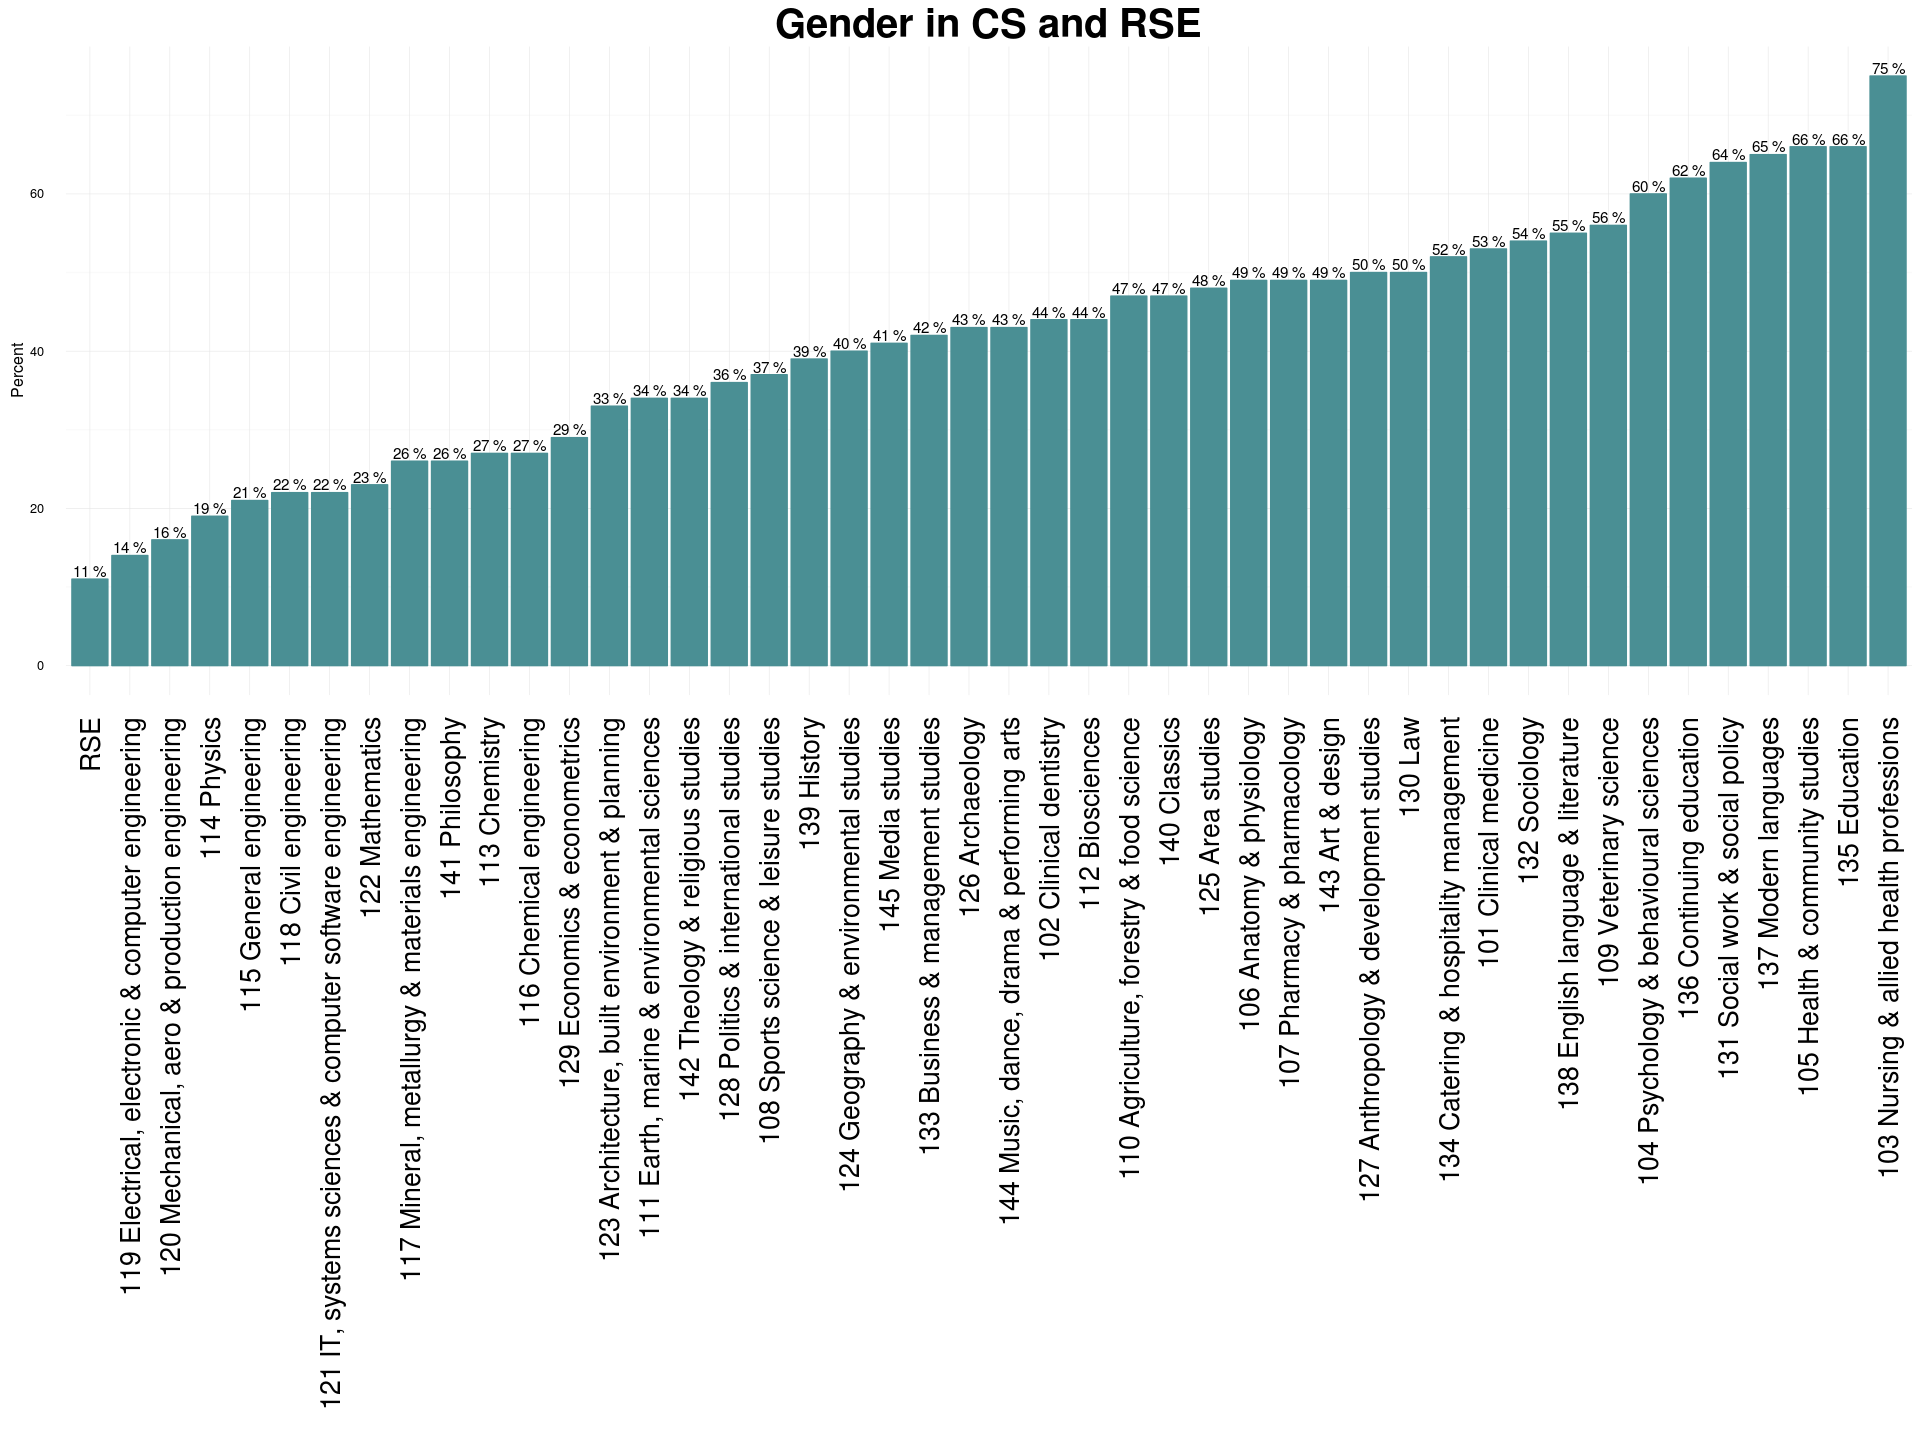 Gender in CS and RSE
Percent
60
40
20
0
11 %
14 %
16 %
19 %
21 %
22 %
22 %
23 %
26 %
26 %
27 %
27 %
29 %
33 %
34 %
34 %
36 %
37 %
39 %
40 %
41 %
42 %
43 %
43 %
44 %
44 %
47 %
47 %
48 %
49 %
49 %
49 %
50 %
50 %
52 %
53 %
54 %
55 %
56 %
60 %
62 %
64 %
65 %
66 %
66 %
75 %
RSE
119 Electrical, electronic & computer engineering
120 Mechanical, aero & production engineering
114 Physics
115 General engineering
118 Civil engineering
121 IT, systems sciences & computer software engineering
122 Mathematics
117 Mineral, metallurgy & materials engineering
141 Philosophy
113 Chemistry
116 Chemical engineering
129 Economics & econometrics
123 Architecture, built environment & planning
111 Earth, marine & environmental sciences
142 Theology & religious studies
128 Politics & international studies
108 Sports science & leisure studies
139 History
124 Geography & environmental studies
145 Media studies
133 Business & management studies
126 Archaeology
144 Music, dance, drama & performing arts
102 Clinical dentistry
112 Biosciences
110 Agriculture, forestry & food science
140 Classics
125 Area studies
106 Anatomy & physiology
107 Pharmacy & pharmacology
143 Art & design
127 Anthropology & development studies
130 Law
134 Catering & hospitality management
101 Clinical medicine
132 Sociology
138 English language & literature
109 Veterinary science
104 Psychology & behavioural sciences
136 Continuing education
131 Social work & social policy
137 Modern languages
105 Health & community studies
135 Education
103 Nursing & allied health professions